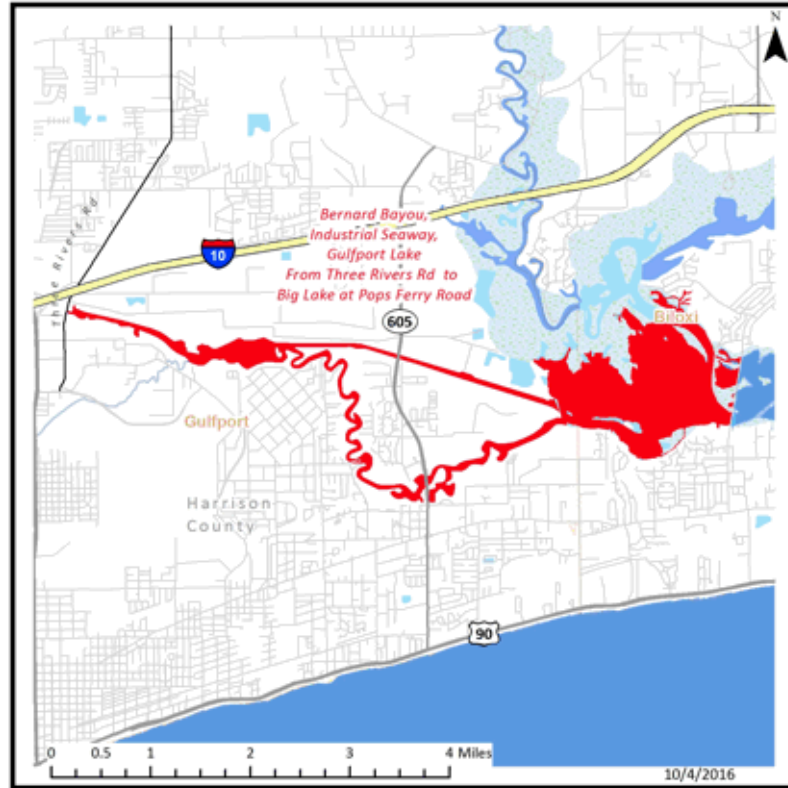 N
Three Rivers Rd
Bernard Bayou,
Industrial Seaway,
Gulfport Lake
From Three Rivers Rd to
Big Lake at Pops Ferry Road
10
605
Biloxi
Gulfport
Harrison
County
90
0 0.5 1 2 3 4 Miles
10/4/2016